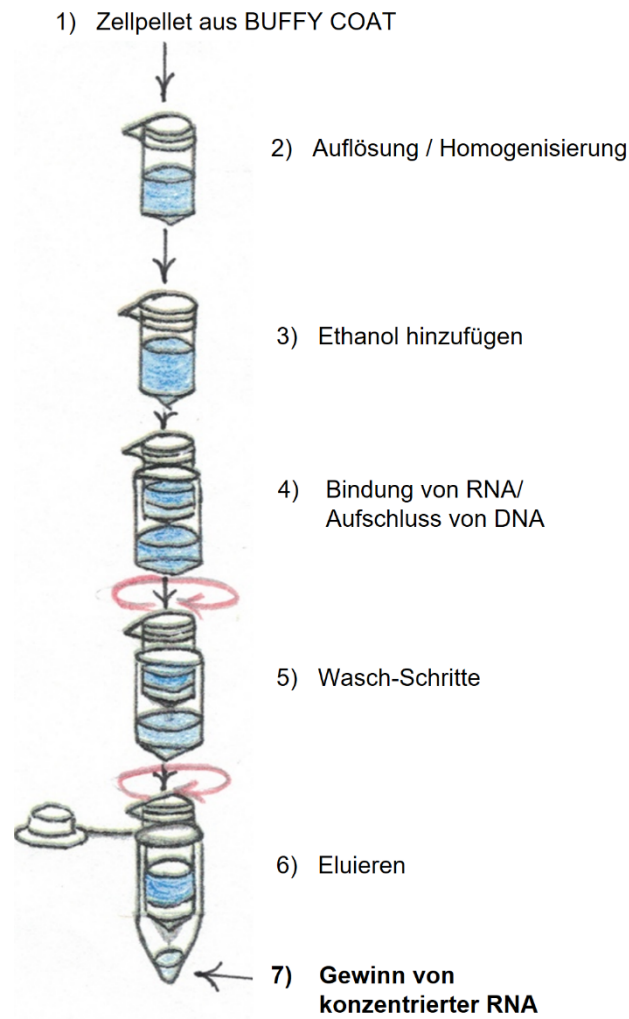 1) Zellpellet aus BUFFY COAT
2) Auflösung / Homogenisierung
3) Ethanol hinzufügen
4) Bindung von RNA/
Aufschluss von DNA
5) Wasch-Schritte
6) Eluieren
7) Gewinn von
konzentrierter RNA